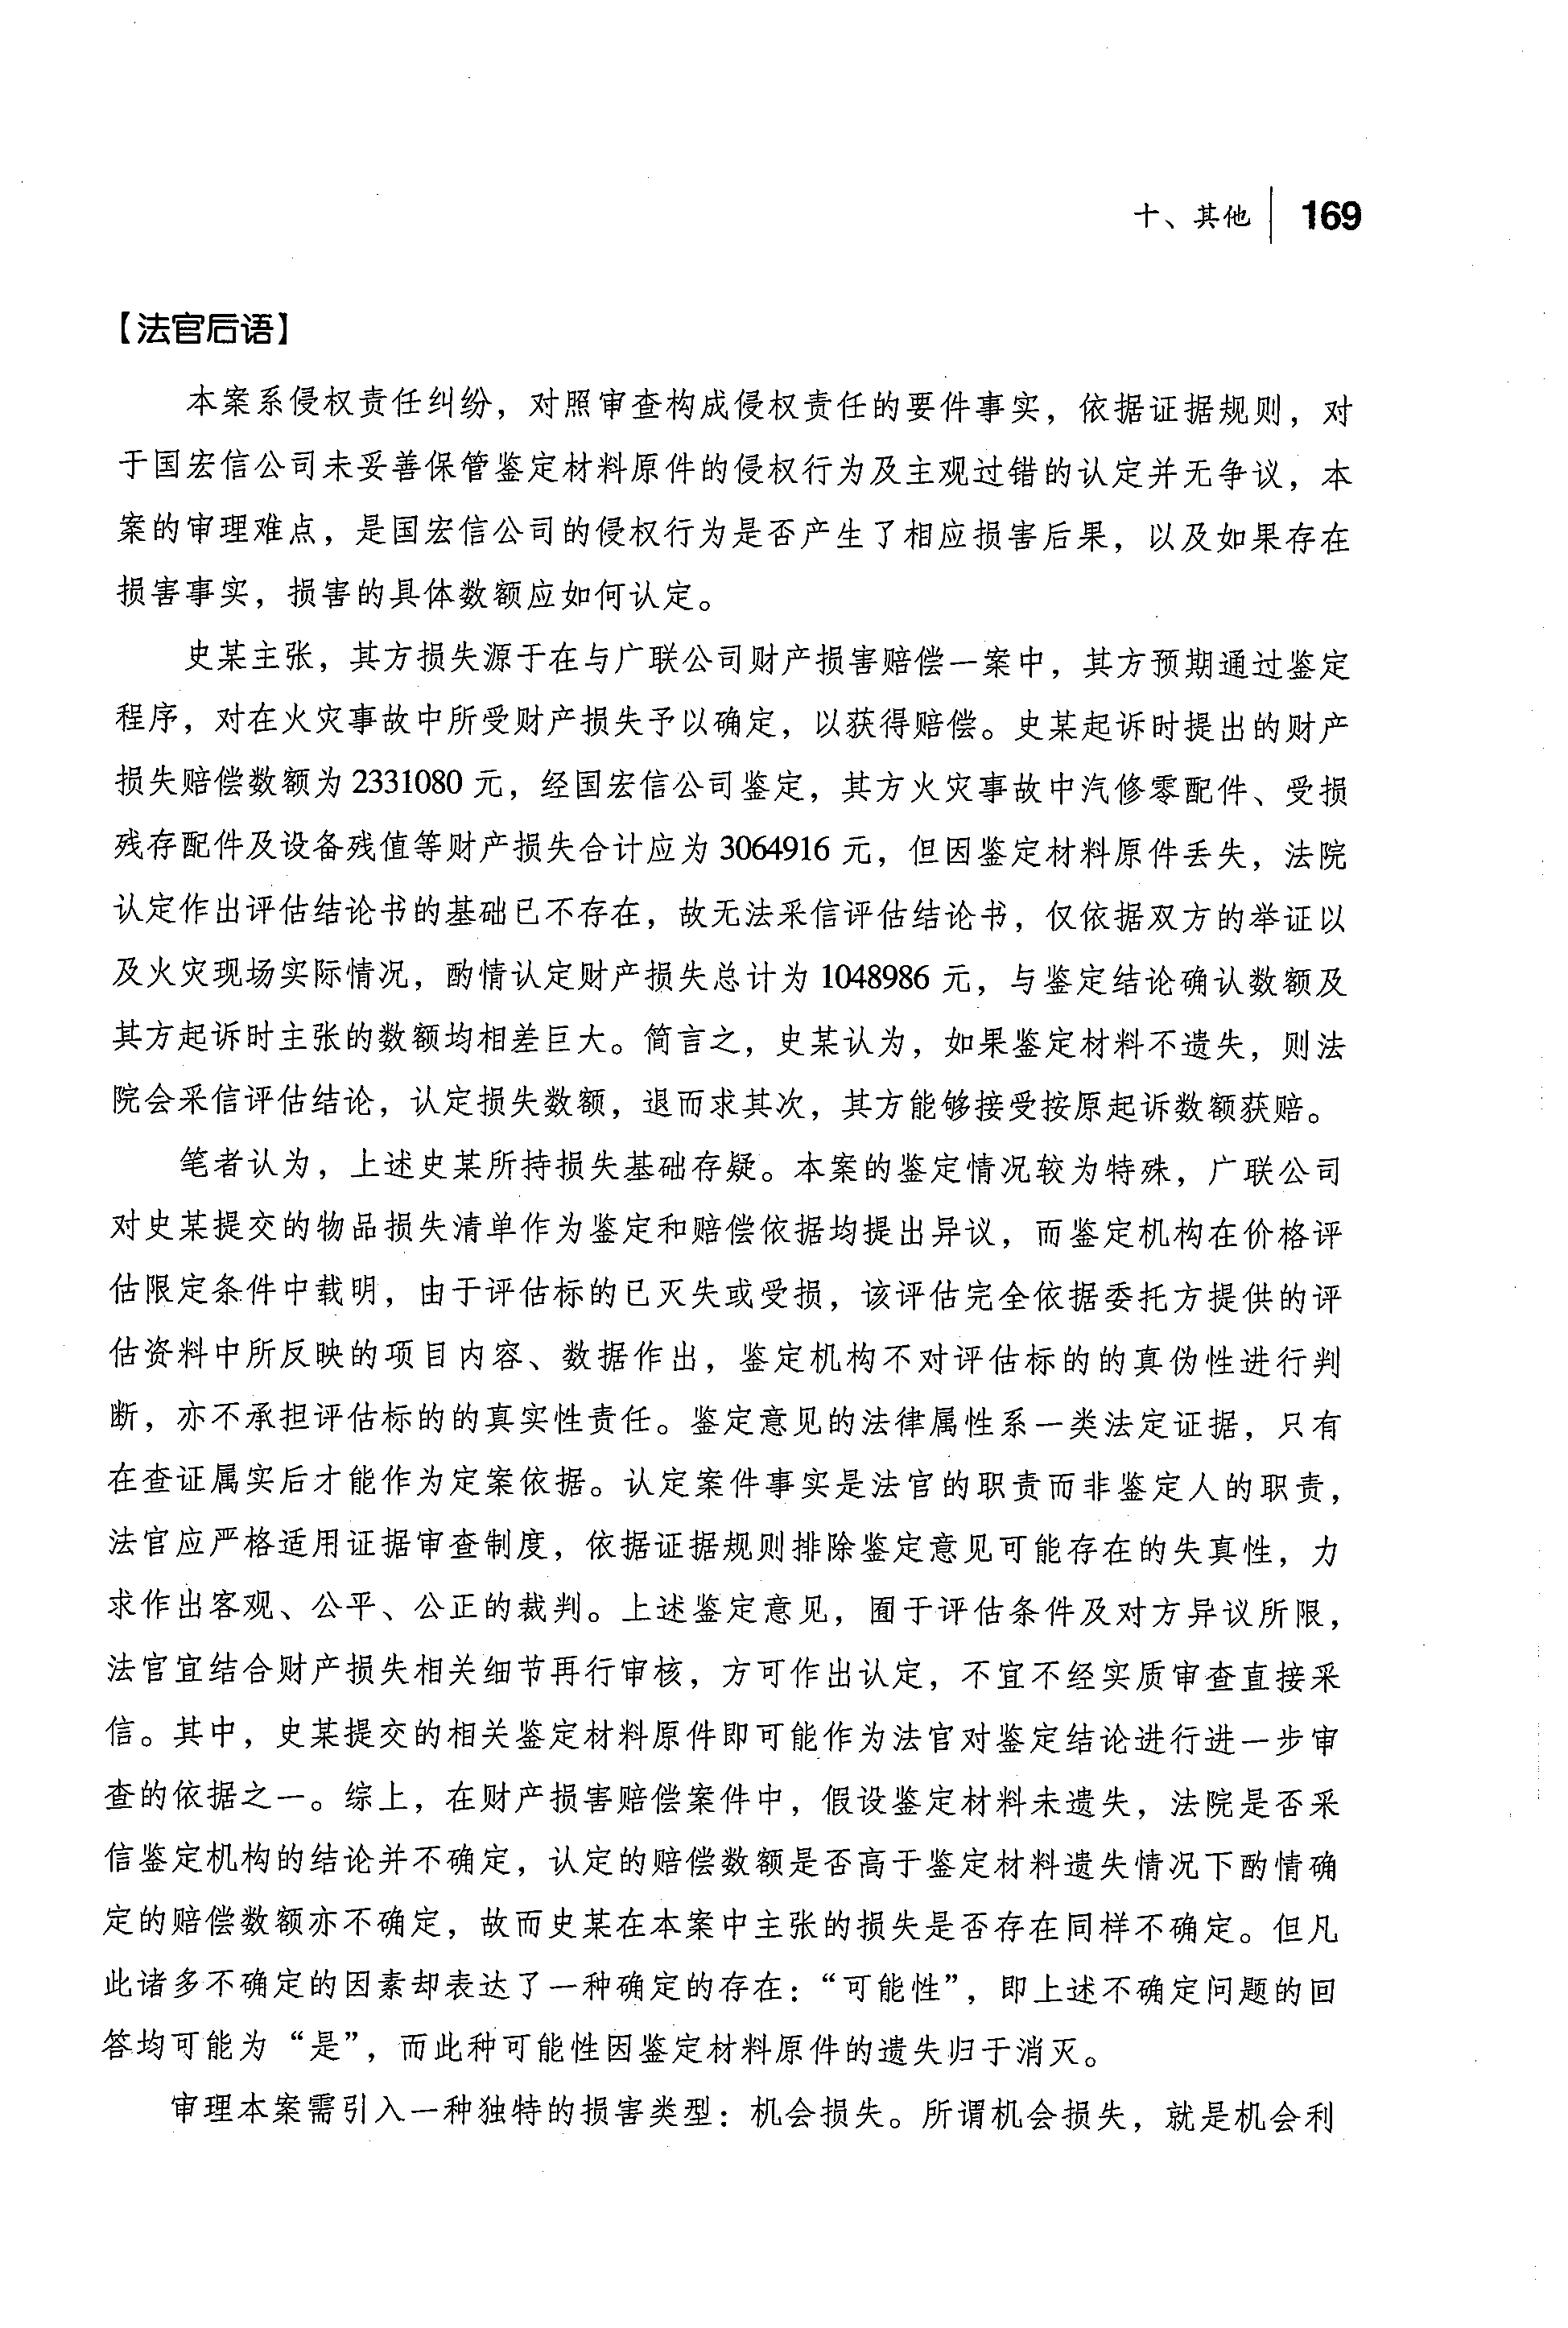 十、其他 169
【法官后语】
本案系侵权责任纠纷，对照审查构成侵权责任的要件事实，依据证据规则，对
于国宏信公司未妥善保管鉴定材料原件的侵权行为及主观过错的认定并无争议，本
案的审理难点，是国宏信公司的侵权行为是否产生了相应损害后果，以及如果存在
损害事实，损害的具体数额应如何认定。
史某主张，其方损失源于在与广联公司财产损害赔偿一案中，其方预期通过鉴定
程序，对在火灾事故中所受财产损失予以确定，以获得赔偿。史某起诉时提出的财产
损失赔偿数额为 2331080 元，经国宏信公司鉴定，其方火灾事故中汽修零配件、受损
残存配件及设备残值等财产损失合计应为 3064916 元，但因鉴定材料原件丢失，法院
认定作出评估结论书的基础已不存在，故无法采信评估结论书，仅依据双方的举证以
及火灾现场实际情况，酌情认定财产损失总计为 1048986 元，与鉴定结论确认数额及
其方起诉时主张的数额均相差巨大。简言之，史某认为，如果鉴定材料不遗失，则法
院会采信评估结论，认定损失数额，退而求其次，其方能够接受按原起诉数额获赔。
笔者认为，上述史某所持损失基础存疑。本案的鉴定情况较为特殊，广联公司
对史某提交的物品损失清单作为鉴定和赔偿依据均提出异议，而鉴定机构在价格评
估限定条件中载明，由于评估标的已灭失或受损，该评估完全依据委托方提供的评
估资料中所反映的项目内容、数据作出，鉴定机构不对评估标的的真伪性进行判
断，亦不承担评估标的的真实性责任。鉴定意见的法律属性系一类法定证据，只有
在查证属实后才能作为定案依据。认定案件事实是法官的职责而非鉴定人的职责，
法官应严格适用证据审查制度，依据证据规则排除鉴定意见可能存在的失真性，力
求作出客观、公平、公正的裁判。上述鉴定意见，囿于评估条件及对方异议所限，
法官宜结合财产损失相关细节再行审核，方可作出认定，不宜不经实质审查直接采
信。其中，史某提交的相关鉴定材料原件即可能作为法官对鉴定结论进行进一步审
查的依据之一。综上，在财产损害赔偿案件中，假设鉴定材料未遗失，法院是否采
信鉴定机构的结论并不确定，认定的赔偿数额是否高于鉴定材料遗失情况下酌情确
定的赔偿数额亦不确定，故而史某在本案中主张的损失是否存在同样不确定。但凡
此诸多不确定的因素却表达了一种确定的存在：“可能性”，即上述不确定问题的回
答均可能为“是”，而此种可能性因鉴定材料原件的遗失归于消灭。
审理本案需引入一种独特的损害类型：机会损失。所谓机会损失，就是机会利